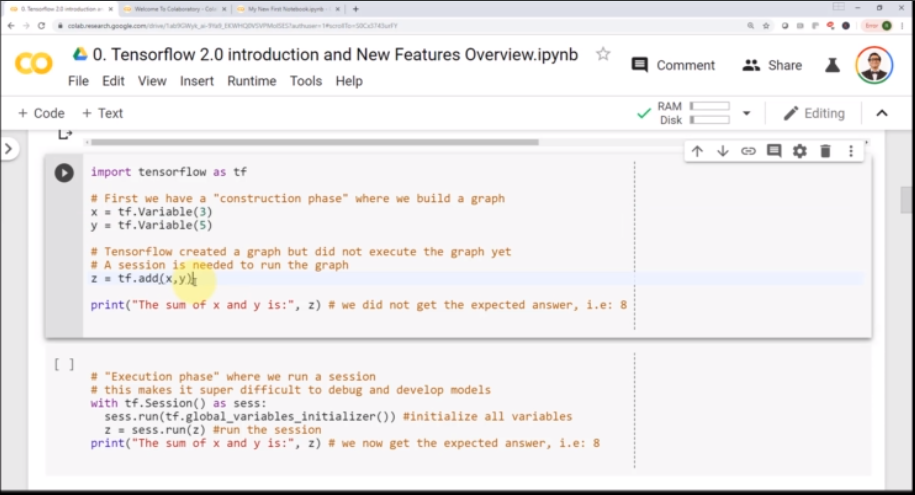 0. Tensorflow 2.0 introduction a
Welcome To Colaboratory - Cola
My New First Notebook.ipynb
0. Tensorflow 2.0 introduction and New Features Overview.ipynb
Comment
Share
File Edit View Insert Runtime Tools Help
+ Code + Text
RAM
Disk
Editing
import tensorflow as tf
# First we have a "construction phase" where we build a graph
x = tf.Variable(3)
y = tf.Variable(5)
# Tensorflow created a graph but did not execute the graph yet
# A session is needed to run the graph
z = tf.add(x,y)
print("The sum of x and y is:", z) # we did not get the expected answer, i.e: 8
[ ]
# "Execution phase" where we run a session
# this makes it super difficult to debug and develop models
with tf.Session() as sess:
sess.run(tf.global_variables_initializer()) #initialize all variables
z = sess.run(z) #run the session
print("The sum of x and y is:", z) # we now get the expected answer, i.e: 8